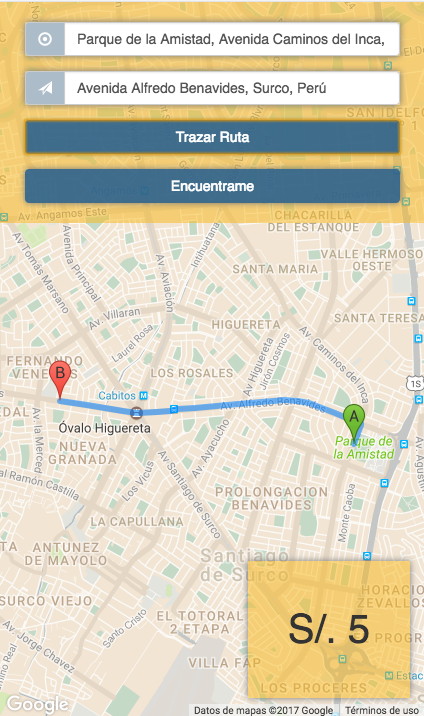 Parque de la Amistad, Avenida Caminos del Inca,
Avenida Alfredo Benavides, Surco, Perú
Trazar Ruta
Encuentrame
SAN IDELFO
Av. Angamos Este
CHACARILLA
DEL ESTANQUE
Av. Tomás Marsano
Avenida Principal
Av. Aviación
Intihuatana
VALLE HERMOSO
OESTE
SANTA MARIA
Av. Villaran
HIGUERETA
SANTA TERESA
Laurel Rosa
Av. Caminos del Inca
FERNANDO
LOS ROSALES
Av Higuereta
Jirón Cosmos
1S
B
Cabitos M
Av. Alfredo Benavides
A
EDAL
Av. la Merced
Óvalo Higuereta
Parque de
la Amistad
NUEVA
GRANADA
Av. Ayacucho
Los Vicus
Av. Santiago de Surco
al Ramón Castilla
PROLONGACION
BENAVIDES
Monte Caoba
LA CAPULLANA
ANTUNEZ
DE MAYOLO
Santiago
de Surco
HORACIO
ZEVALLOS
SURCO VIEJO
Santo Cristo
EL TOTORAL
2 ETAPA
S/. 5
PROGR
Av. Jorge Chavez
VILLA FAP
M Estac
LOS PROCERES
Google
Datos de mapas ©2017 Google
Términos de uso